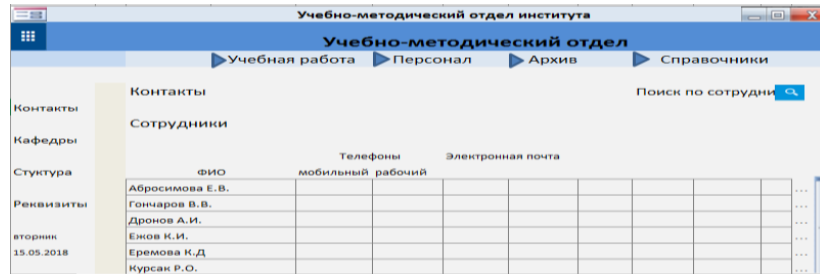 Учебно-методический отдел института
Учебно-методический отдел
Учебная работа Персонал Архив Справочники
Контакты
Поиск по сотрудни
Контакты
Сотрудники
Кафедры
Телефоны Электронная почта
Стуктура
ФИО мобильный рабочий
Абросимова Е.В. ...
Реквизиты
Гончаров В.В. ...
Дронов А.И. ...
вторник
Ежов К.И. ...
15.05.2018
Еремова К.Д ...
Курсак Р.О. ...